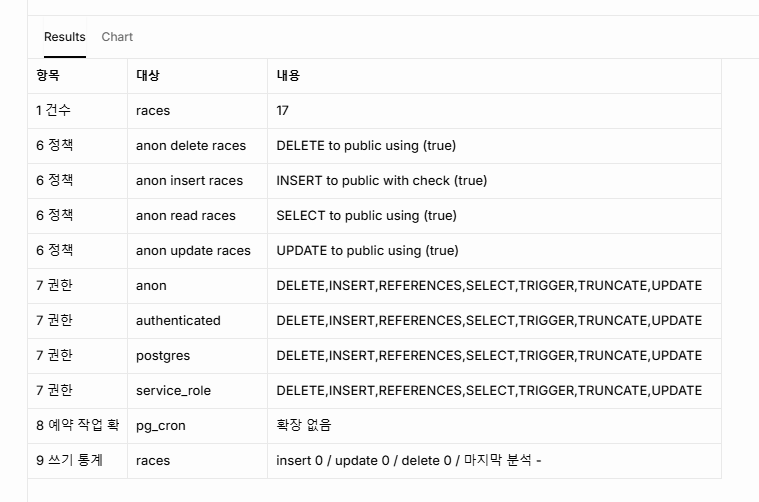 Results Chart
항목 대상 내용
1 건수 races 17
6 정책 anon delete races DELETE to public using (true)
6 정책 anon insert races INSERT to public with check (true)
6 정책 anon read races SELECT to public using (true)
6 정책 anon update races UPDATE to public using (true)
7 권한 anon DELETE,INSERT,REFERENCES,SELECT,TRIGGER,TRUNCATE,UPDATE
7 권한 authenticated DELETE,INSERT,REFERENCES,SELECT,TRIGGER,TRUNCATE,UPDATE
7 권한 postgres DELETE,INSERT,REFERENCES,SELECT,TRIGGER,TRUNCATE,UPDATE
7 권한 service_role DELETE,INSERT,REFERENCES,SELECT,TRIGGER,TRUNCATE,UPDATE
8 예약 작업 확 pg_cron 확장 없음
9 쓰기 통계 races insert 0 / update 0 / delete 0 / 마지막 분석 -